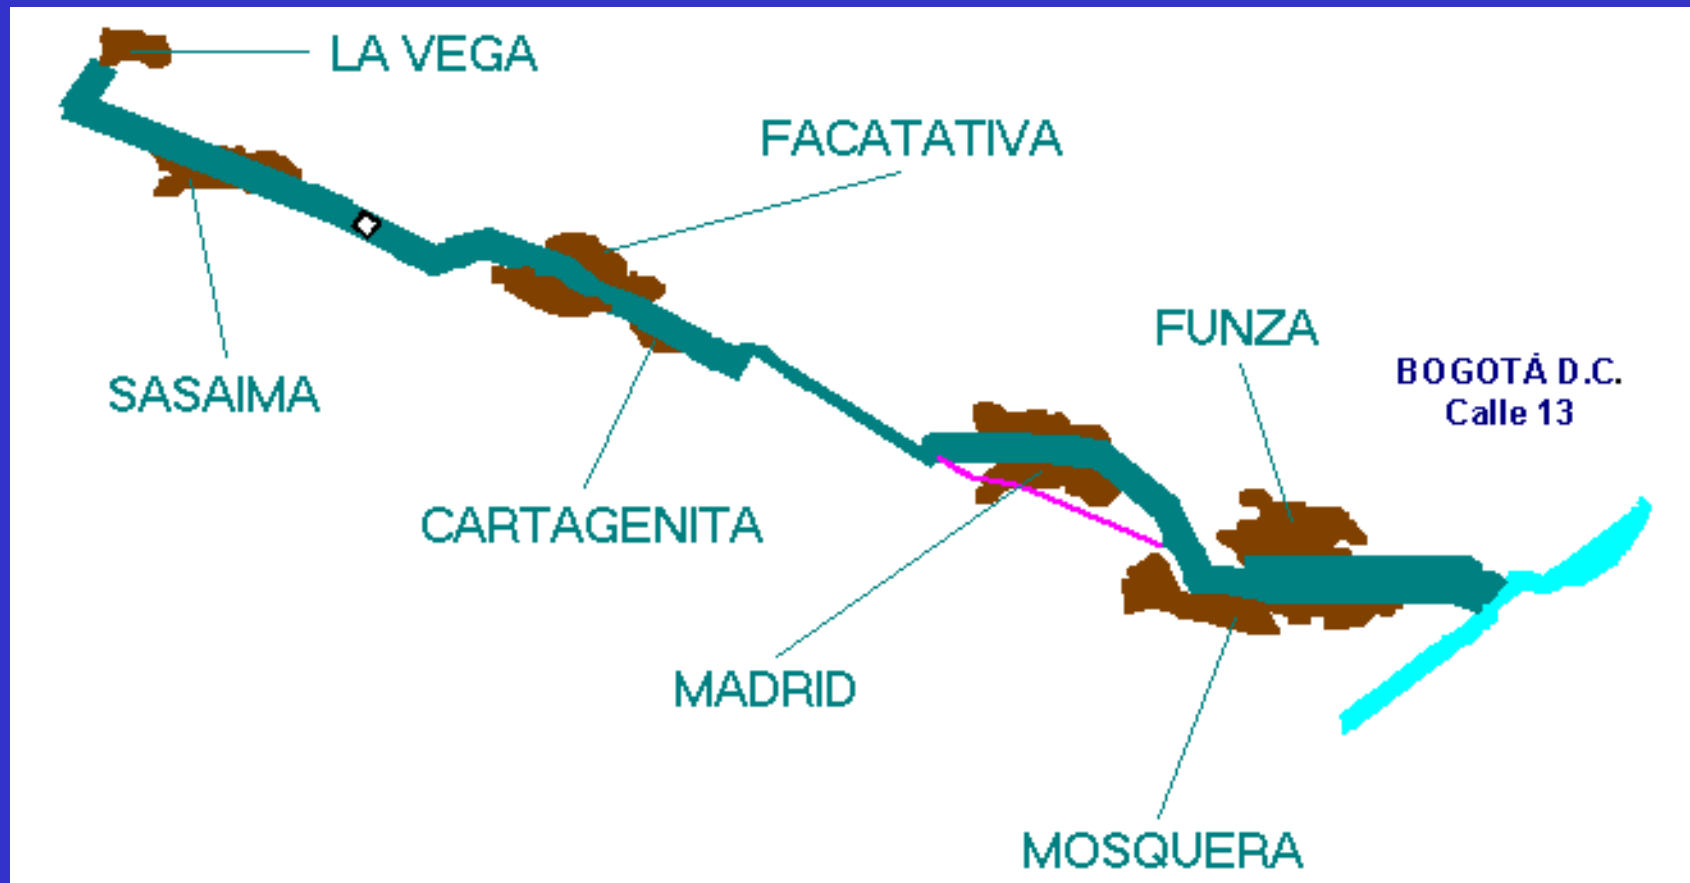 LA VEGA
FACATATIVA
FUNZA
BOGOTÁ D.C.
Calle 13
SASAIMA
CARTAGENITA
MADRID
MOSQUERA